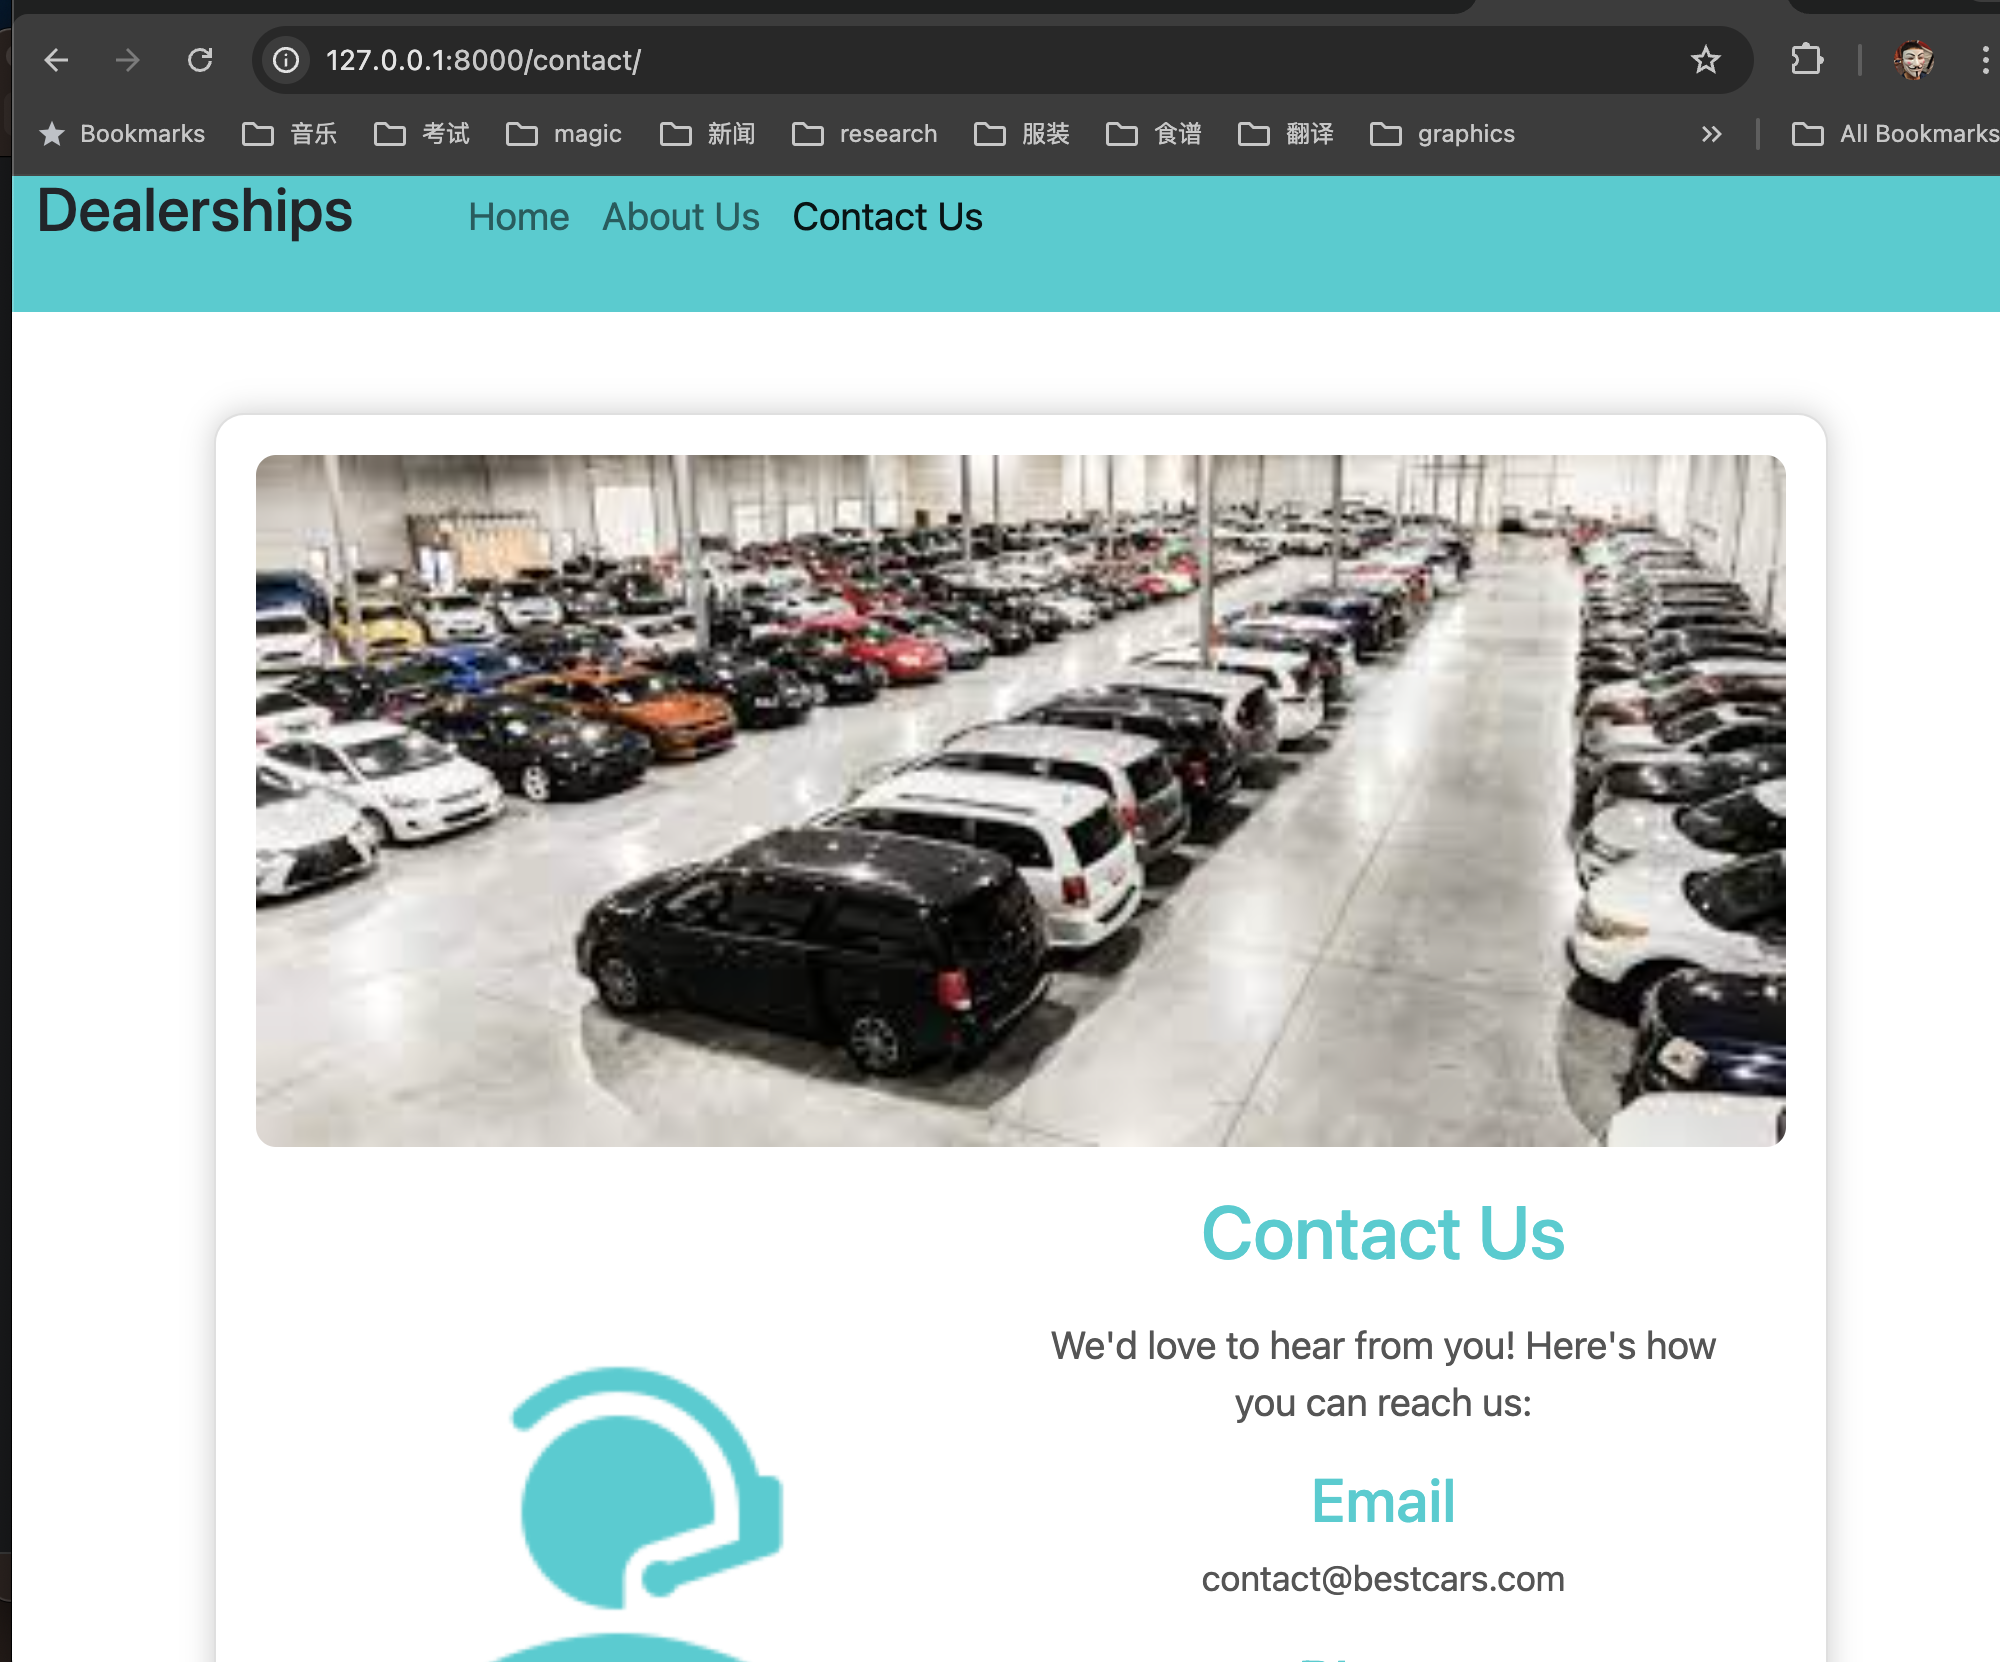 127.0.0.1:8000/contact/
Bookmarks 音乐 考试 magic 新闻 research 服装 食谱 翻译 graphics All Bookmarks
Dealerships Home About Us Contact Us
Contact Us
We'd love to hear from you! Here's how
you can reach us:
Email
contact@bestcars.com